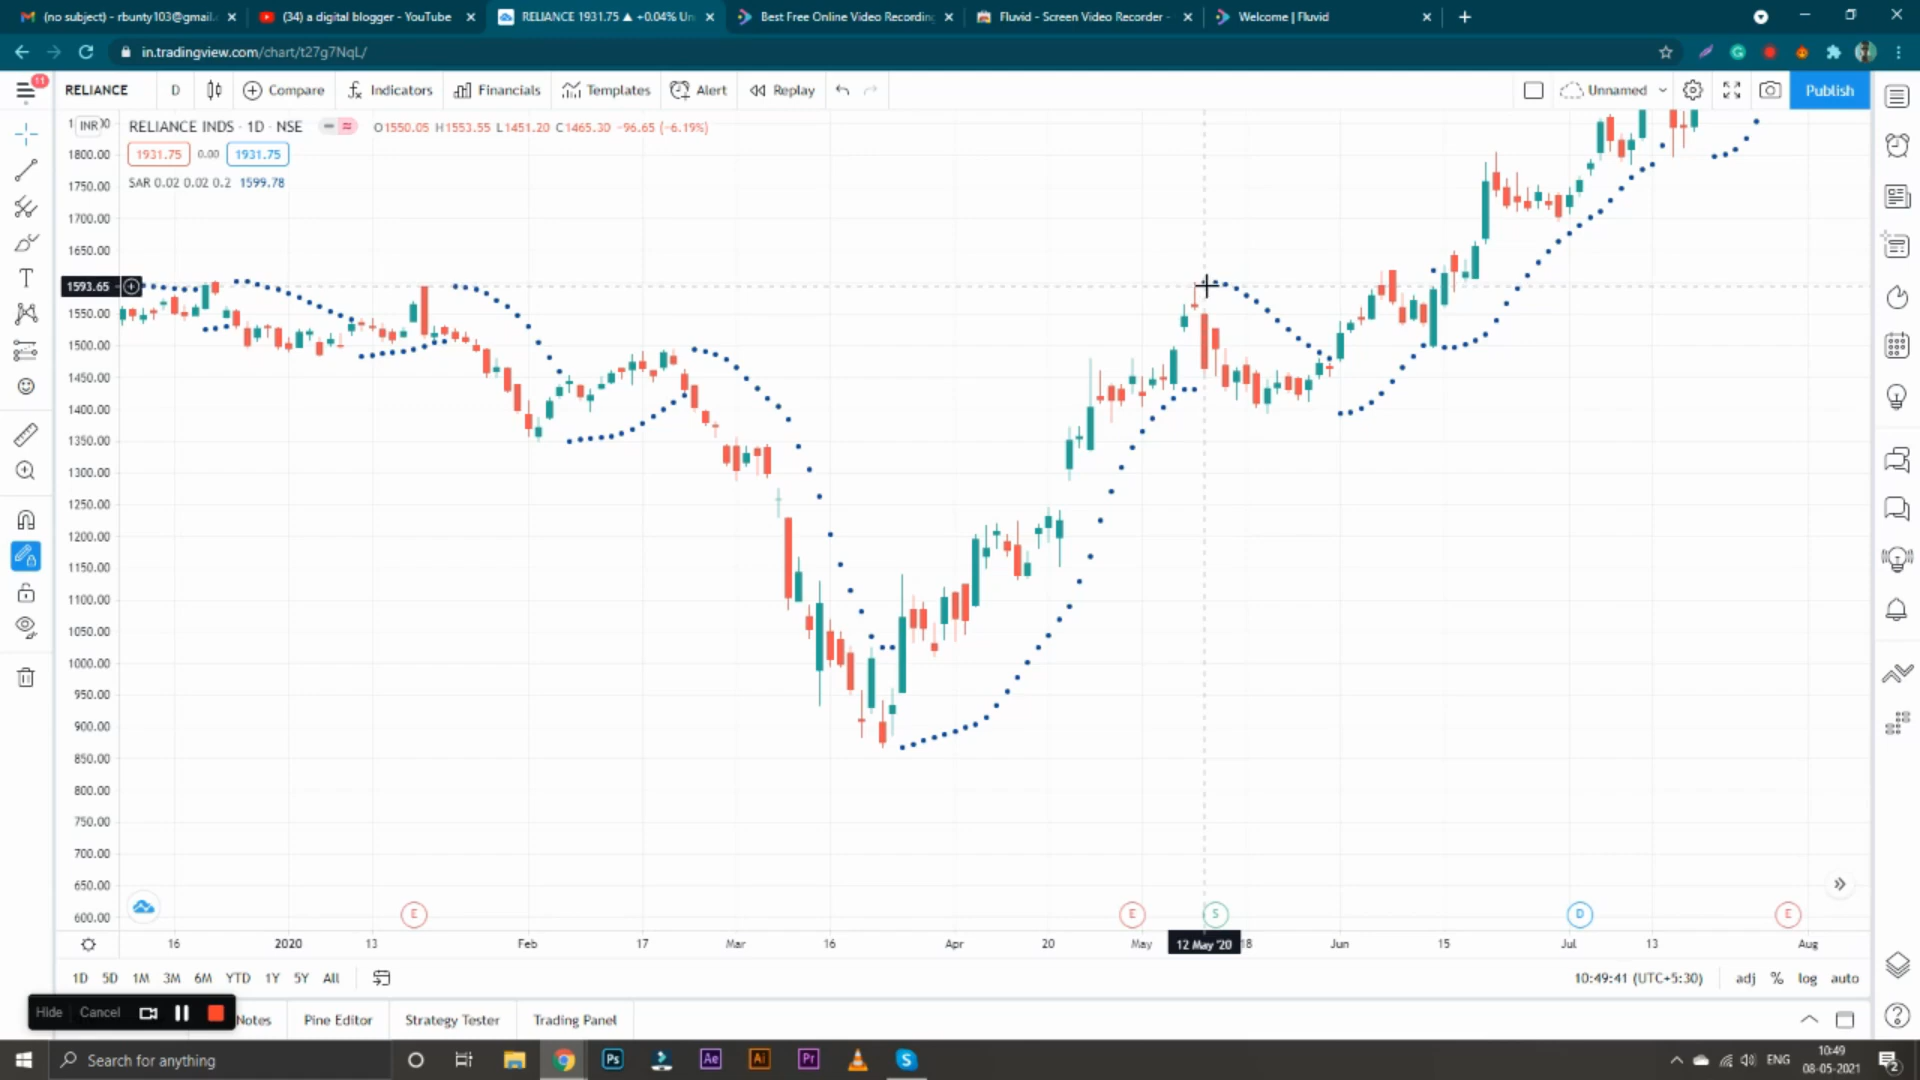 (no subject) - rbunty103@gmail.
(34) a digital blogger - YouTube
RELIANCE 1931.75 ▲ +0.04% Un
Best Free Online Video Recording
Fluvid - Screen Video Recorder -
Welcome | Fluvid
in.tradingview.com/chart/t27g7NqL/
11
RELIANCE
D
Compare
Indicators
Financials
Templates
Alert
Replay
Unnamed
Publish
INR
RELIANCE INDS · 1D · NSE
O1550.05 H1553.55 L1451.20 C1465.30 -96.65 (-6.19%)
1931.75
0.00
1931.75
SAR 0.02 0.02 0.2 1599.78
1800.00
1750.00
1700.00
1650.00
1593.65
1550.00
1500.00
1450.00
1400.00
1350.00
1300.00
1250.00
1200.00
1150.00
1100.00
1050.00
1000.00
950.00
900.00
850.00
800.00
750.00
700.00
650.00
600.00
E
E
S
D
E
16
2020
13
Feb
17
Mar
16
Apr
20
May
12 May '20
18
Jun
15
Jul
13
Aug
1D 5D 1M 3M 6M YTD 1Y 5Y All
10:49:41 (UTC+5:30)
adj % log auto
Hide
Cancel
Notes
Pine Editor
Strategy Tester
Trading Panel
Search for anything
Ps
Ae
Ai
Pr
S
ENG
10:49
08-05-2021
2